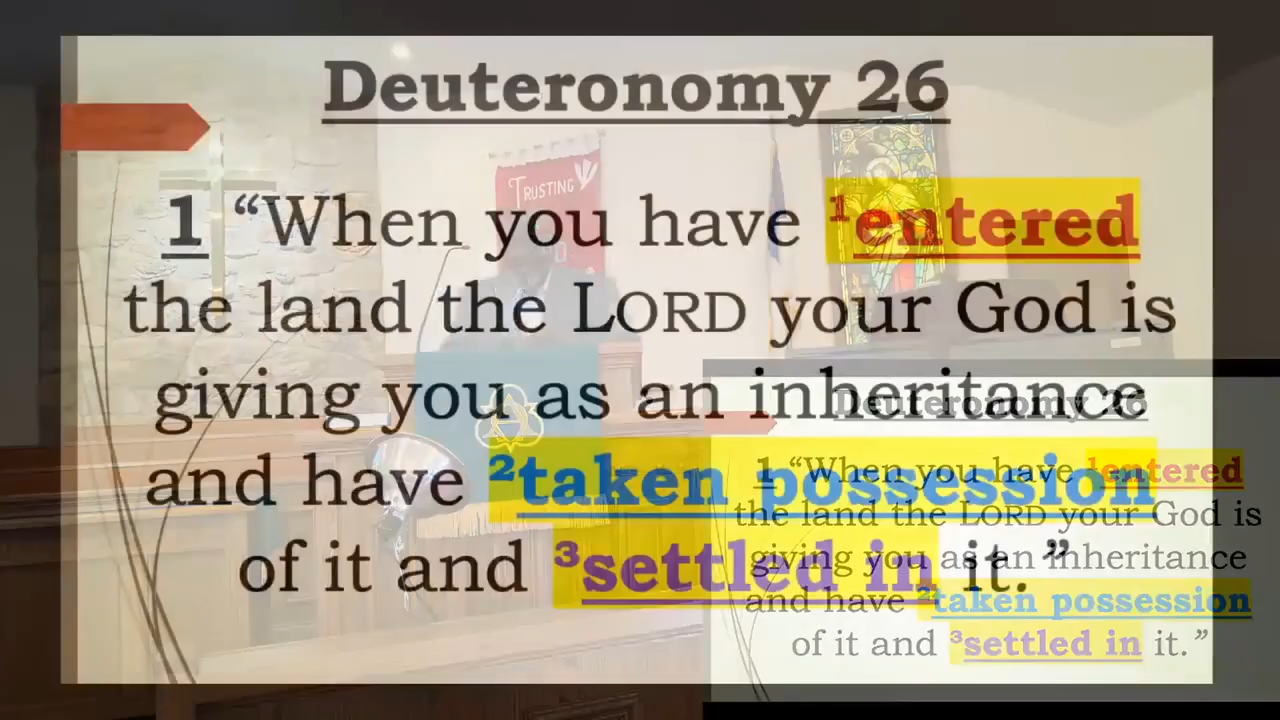 Deuteronomy 26
1 “When you have ¹entered
the land the LORD your God is
giving you as an inheritance
and have ²taken possession
of it and ³settled in it.”
TRUSTING
Deuteronomy 26
1 “When you have ¹entered
the land the LORD your God is
giving you as an inheritance
and have ²taken possession
of it and ³settled in it.”